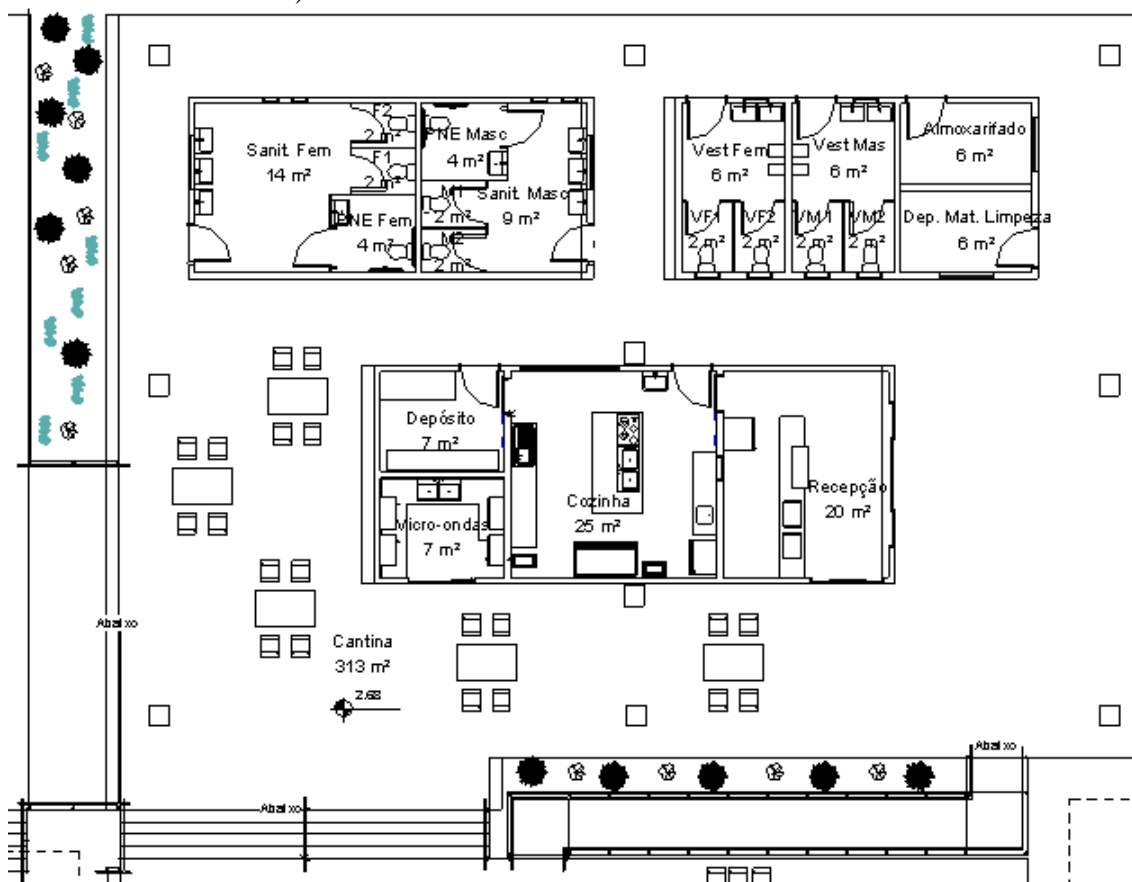 F2
2 m²
PNE Masc
4 m²
Sanit. Fem
14 m²
F1
2 m²
M1
2 m²
Sanit. Masc
9 m²
PNE Fem
4 m²
M2
2 m²
Vest Fem
6 m²
Vest Mas
6 m²
Almoxarifado
6 m²
VF1
2 m²
VF2
2 m²
VM1
2 m²
VM2
2 m²
Dep. Mat. Limpeza
6 m²
Depósito
7 m²
Micro-ondas
7 m²
Cozinha
25 m²
Recepção
20 m²
Abaixo
Cantina
313 m²
2.68
Abaixo
Abaixo